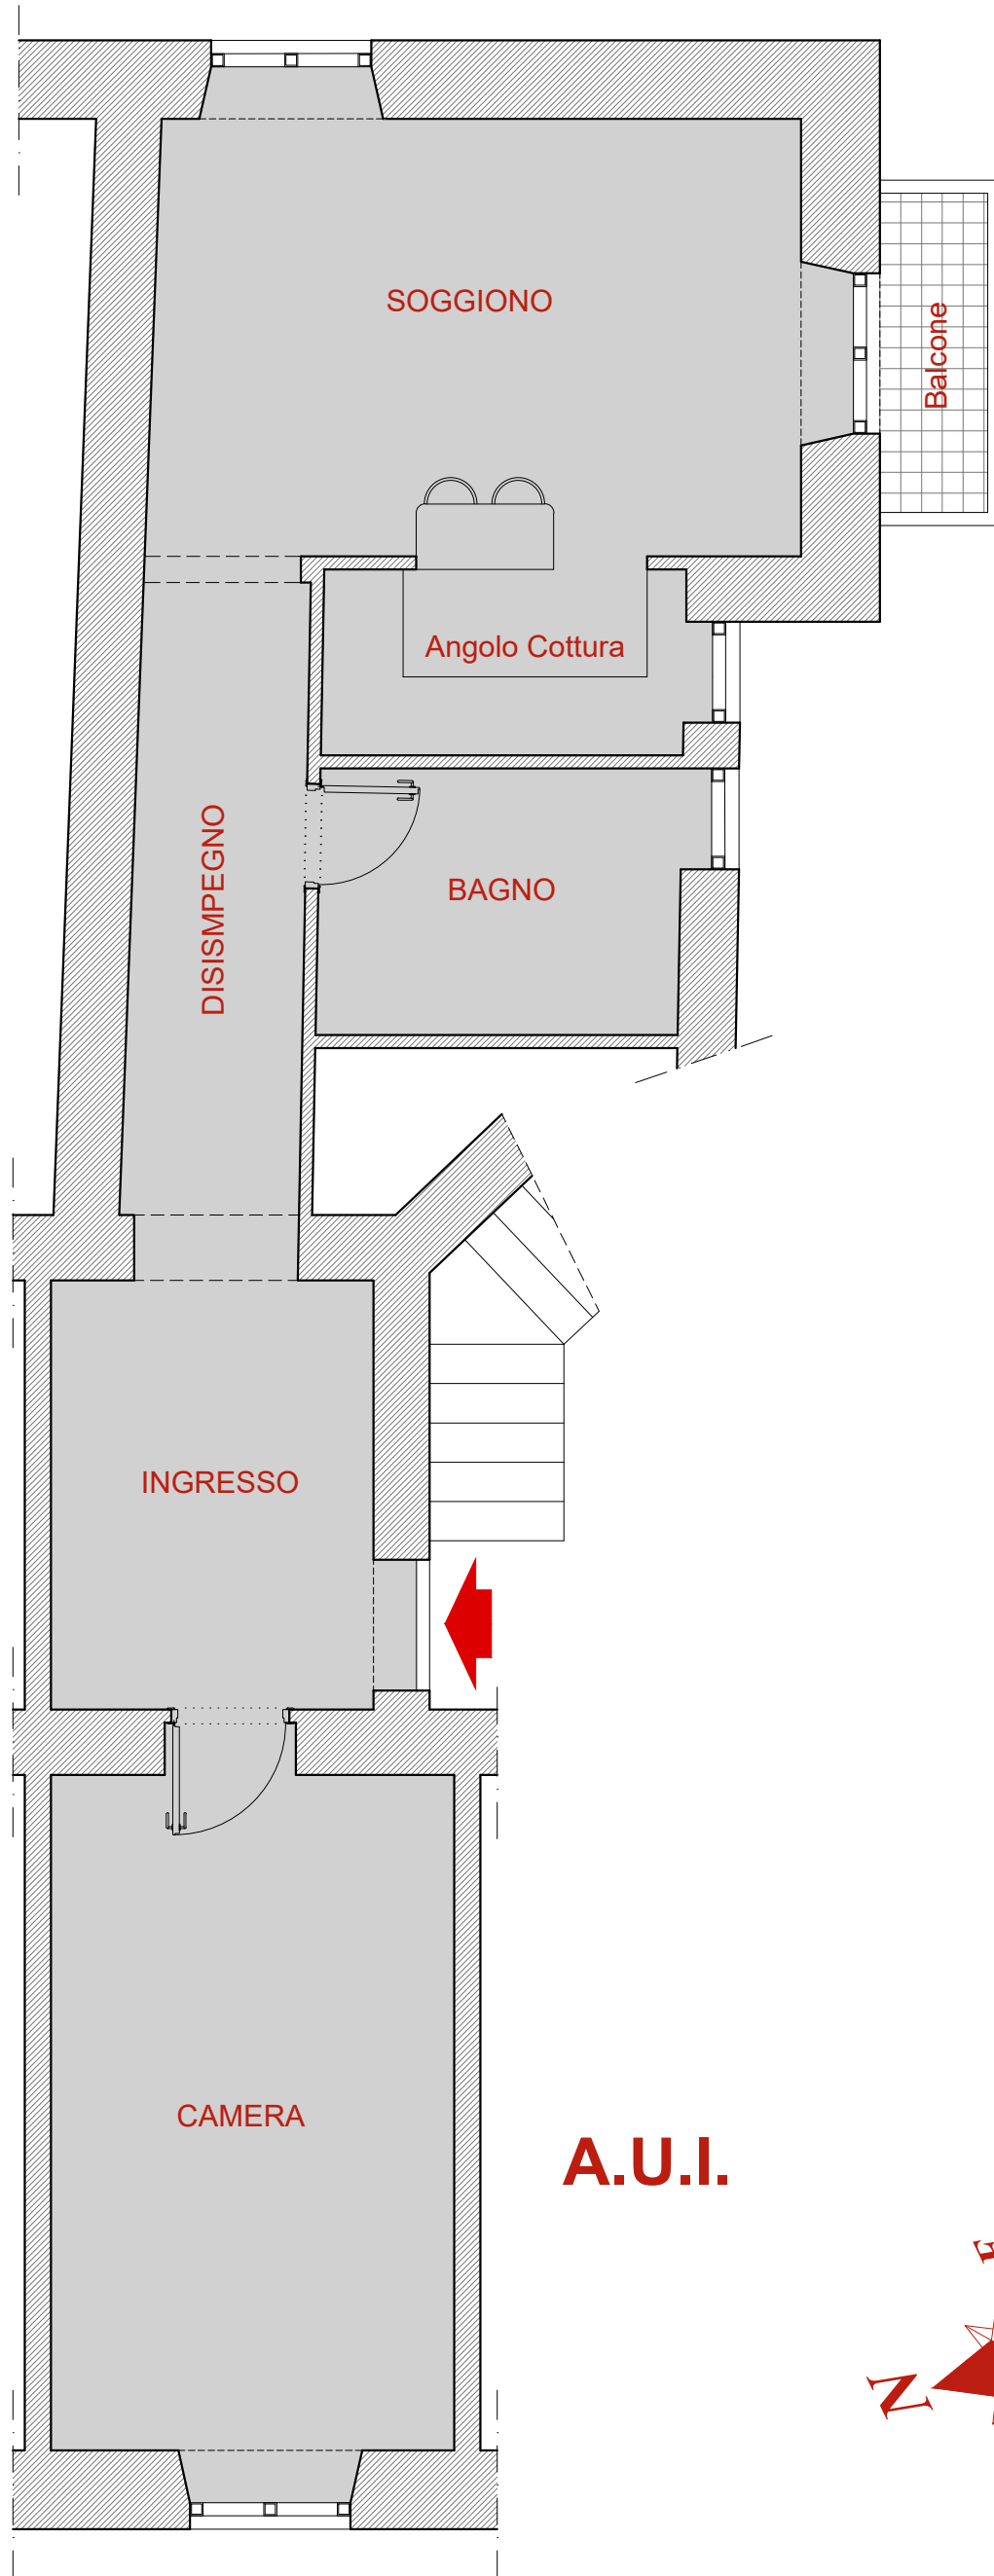 SOGGIONO
Balcone
Angolo Cottura
DISISMPEGNO
BAGNO
INGRESSO
CAMERA
A.U.I.
E
N